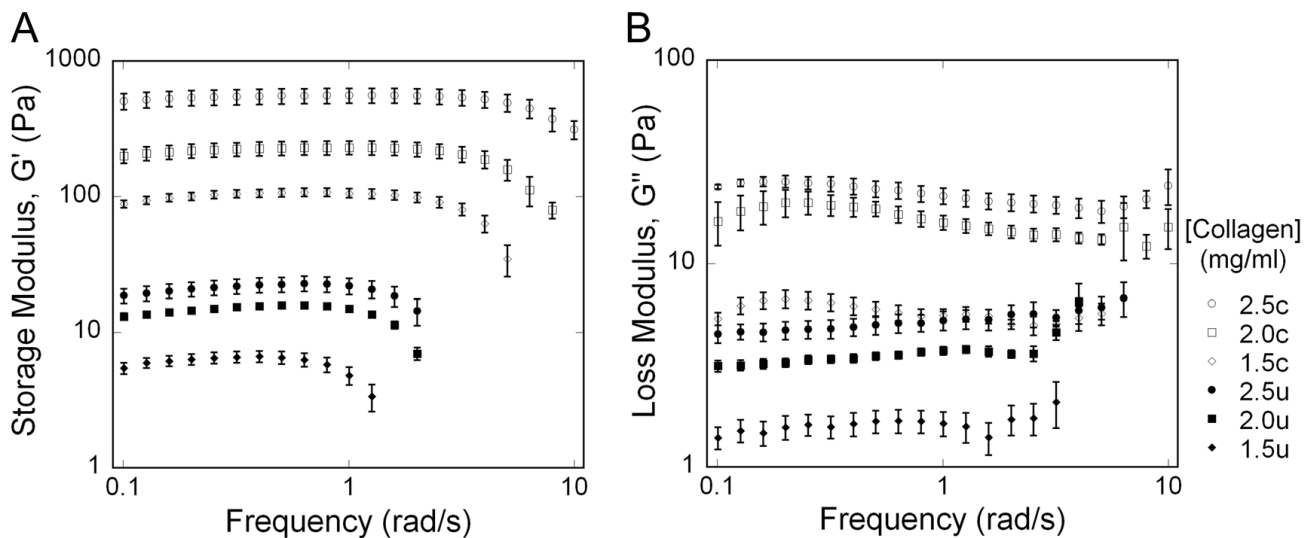 A
B
Storage Modulus, G' (Pa)
1000
100
10
1
0.1
1
10
Frequency (rad/s)
Loss Modulus, G" (Pa)
100
10
1
0.1
1
10
Frequency (rad/s)
[Collagen]
(mg/ml)
2.5c
2.0c
1.5c
2.5u
2.0u
1.5u